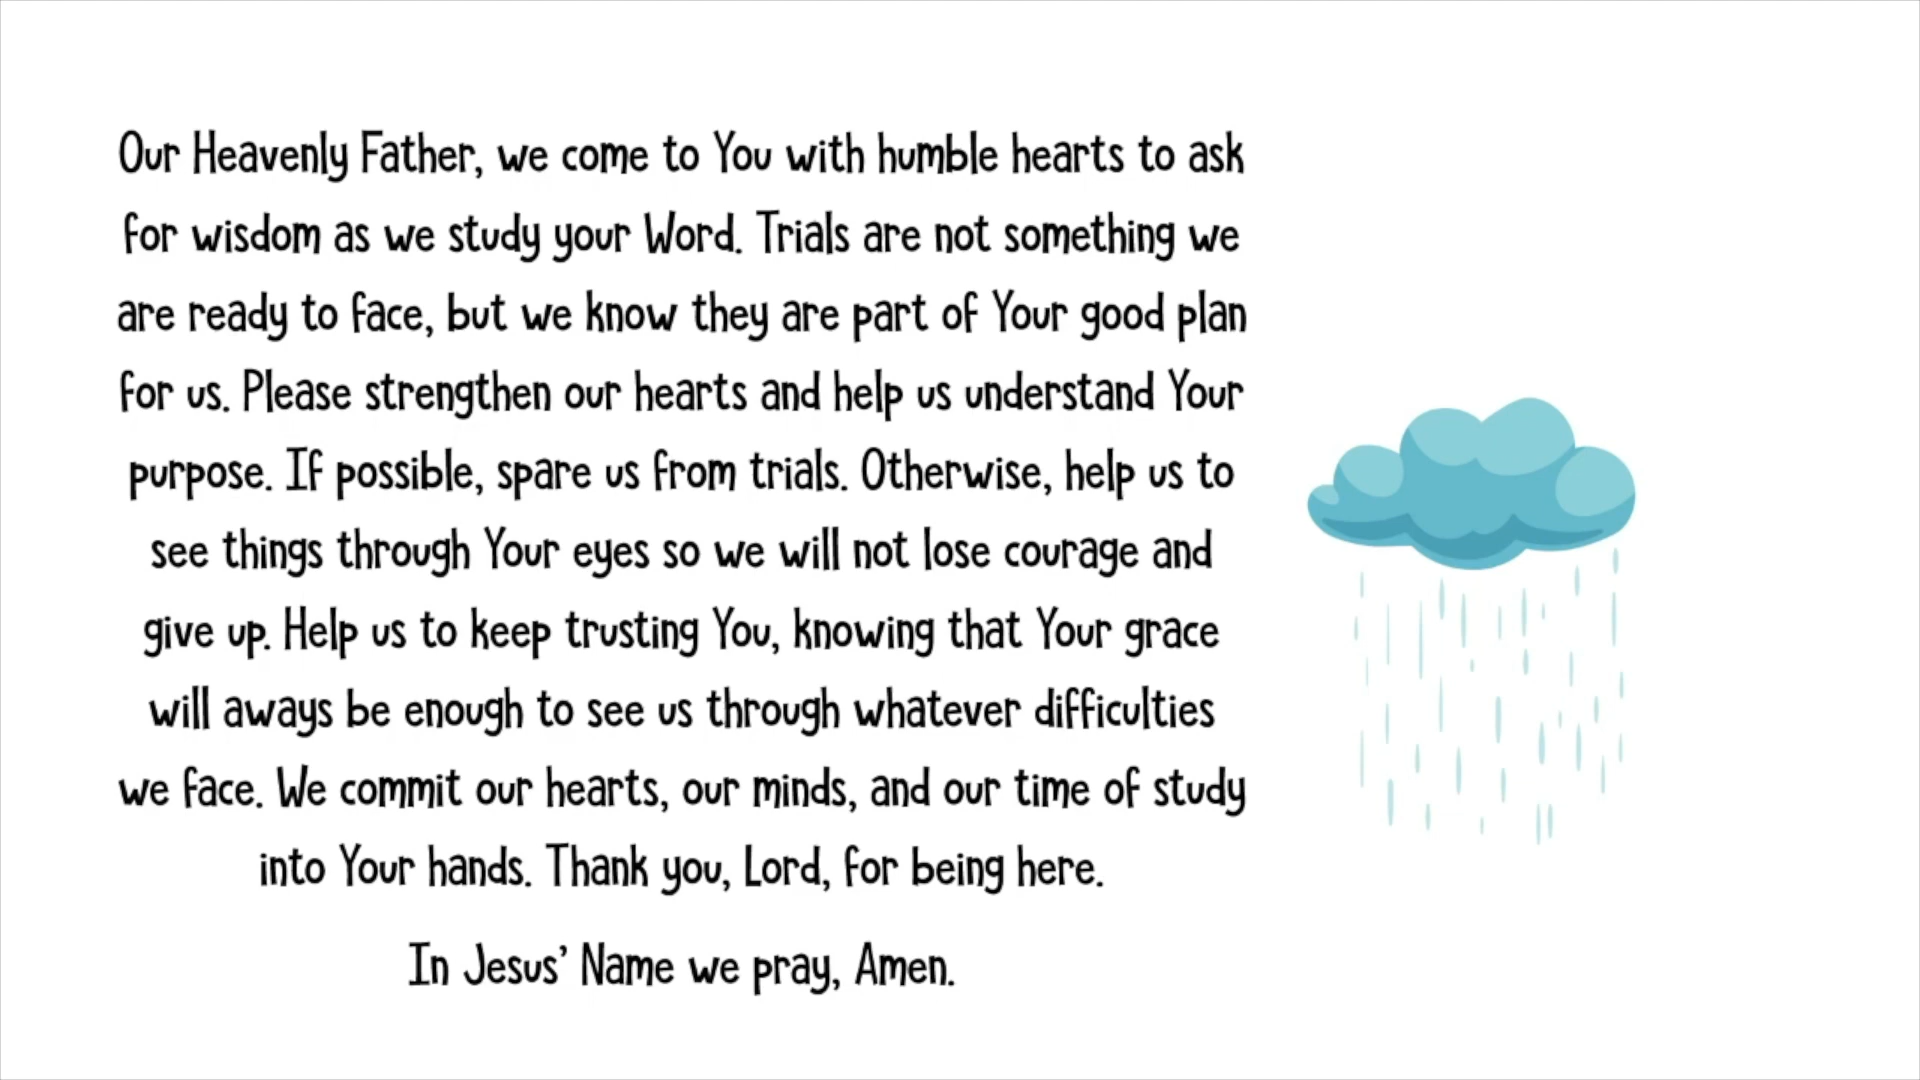 Our Heavenly Father, we come to You with humble hearts to ask
for wisdom as we study your Word. Trials are not something we
are ready to face, but we know they are part of Your good plan
for us. Please strengthen our hearts and help us understand Your
purpose. If possible, spare us from trials. Otherwise, help us to
see things through Your eyes so we will not lose courage and
give up. Help us to keep trusting You, knowing that Your grace
will aways be enough to see us through whatever difficulties
we face. We commit our hearts, our minds, and our time of study
into Your hands. Thank you, Lord, for being here.
In Jesus’ Name we pray, Amen.